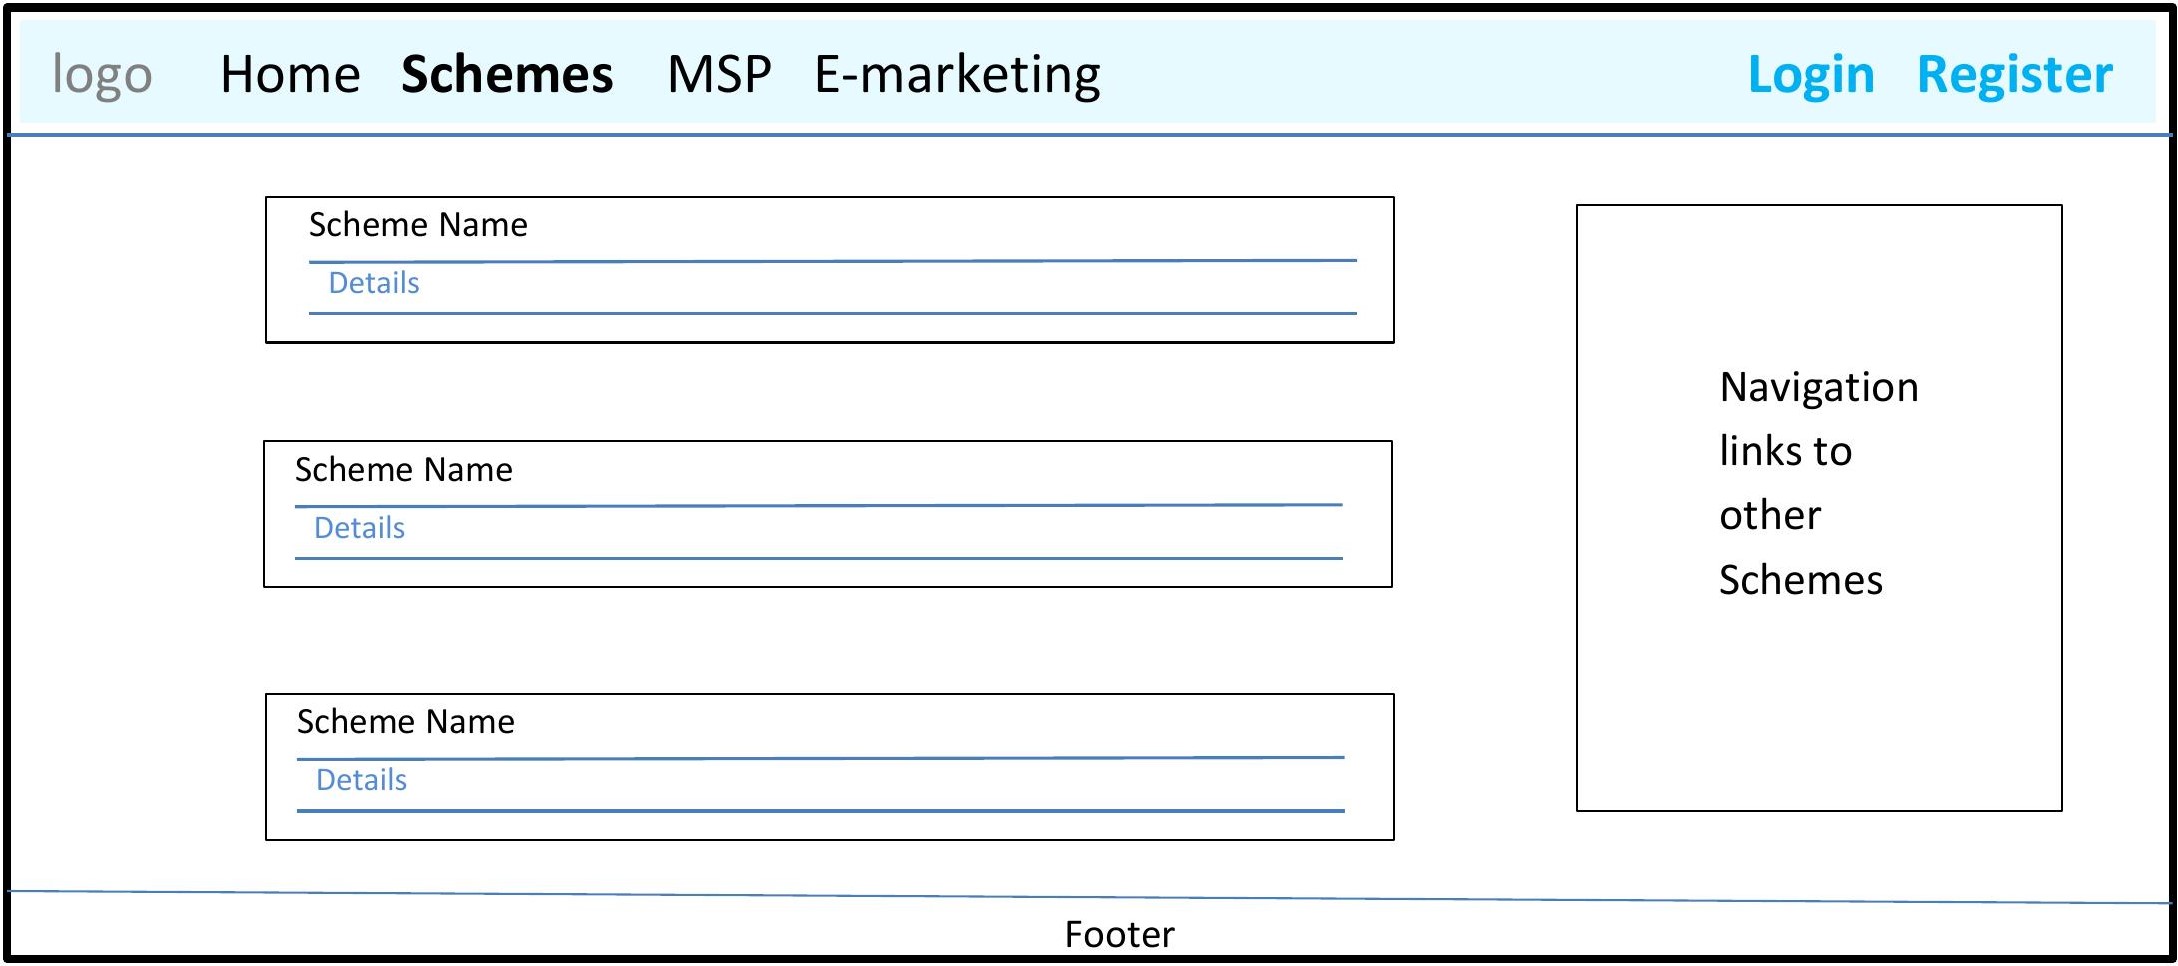 logo Home Schemes MSP E-marketing Login Register
Scheme Name
Details
Scheme Name
Details
Scheme Name
Details
Navigation
links to
other
Schemes
Footer